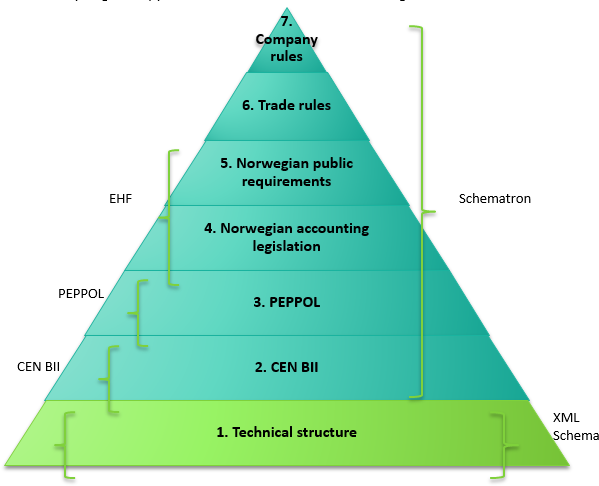 7.
Company
rules
6. Trade rules
5. Norwegian public
requirements
EHF
Schematron
4. Norwegian accounting
legislation
PEPPOL
3. PEPPOL
CEN BII
2. CEN BII
1. Technical structure
XML
Schema